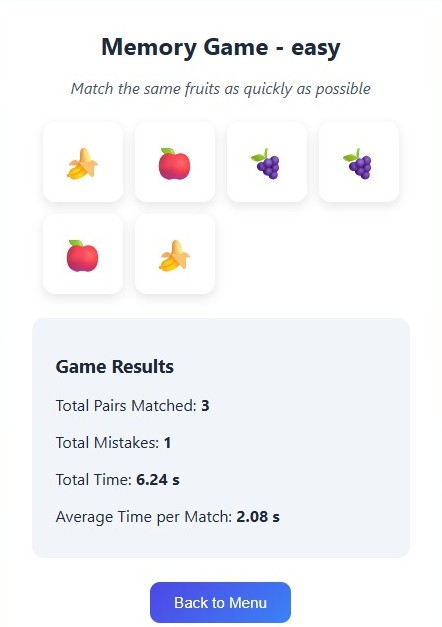 Memory Game - easy
Match the same fruits as quickly as possible
Game Results
Total Pairs Matched: 3
Total Mistakes: 1
Total Time: 6.24 s
Average Time per Match: 2.08 s
Back to Menu